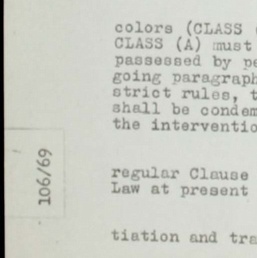 colors (CLASS
CLASS (A) must
passessed by pe
going paragraph
strict rules, t
shall be condem
the interventio
regular Clause
Law at present
tiation and tra
106/69